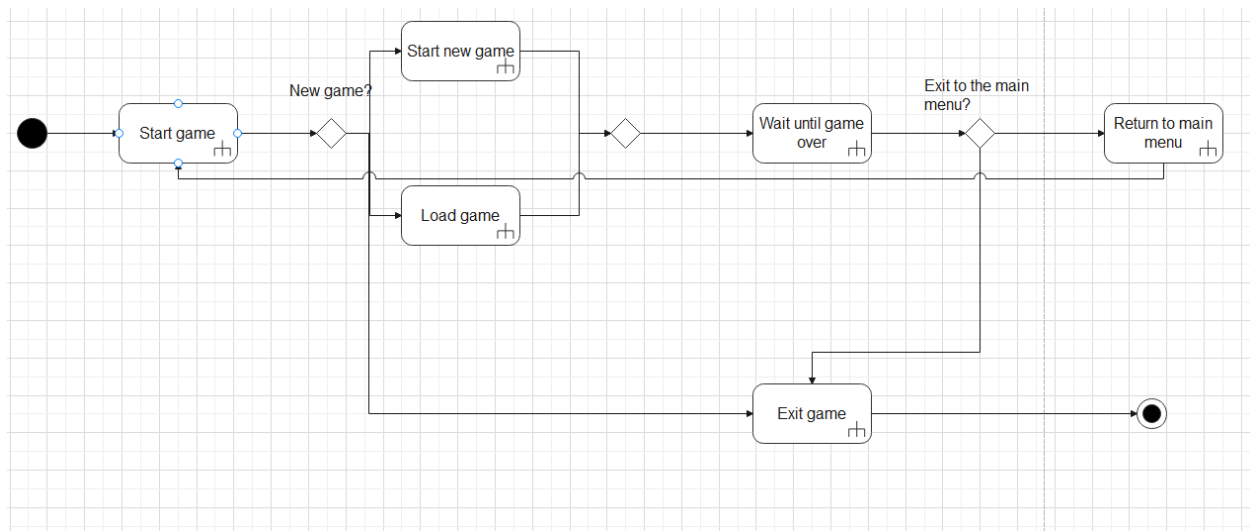 Start new game
New game?
Exit to the main
menu?
Start game
Wait until game
over
Return to main
menu
Load game
Exit game